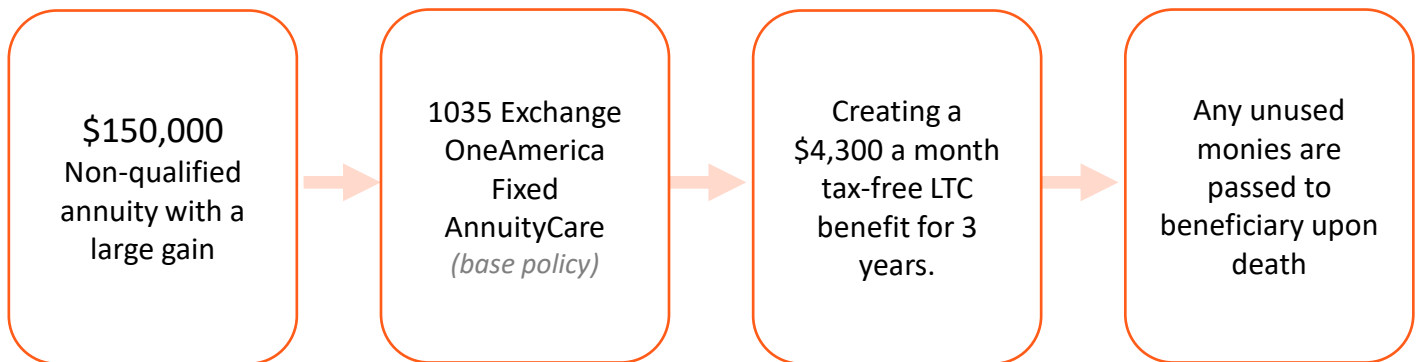 $150,000
Non-qualified
annuity with a
large gain
1035 Exchange
OneAmerica
Fixed
AnnuityCare
(base policy)
Creating a
$4,300 a month
tax-free LTC
benefit for 3
years.
Any unused
monies are
passed to
beneficiary upon
death